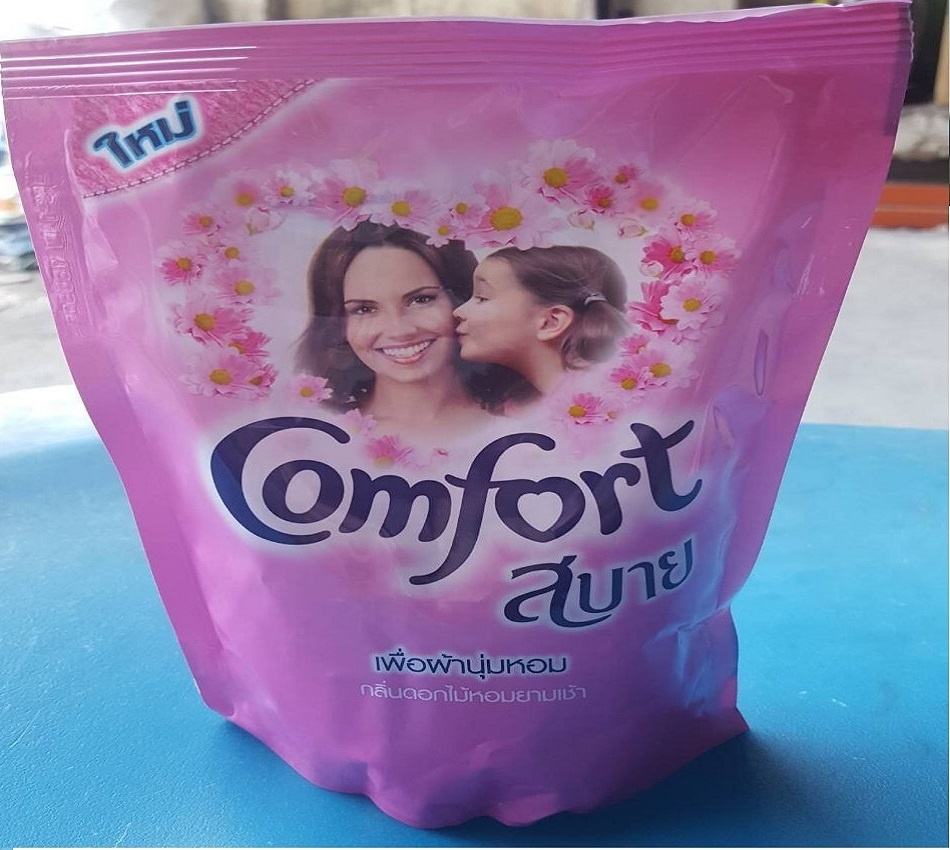 ใหม่
Comfort
สบาย
เพื่อผ้านุ่มหอม
กลิ่นดอกไม้หอมยามเช้า